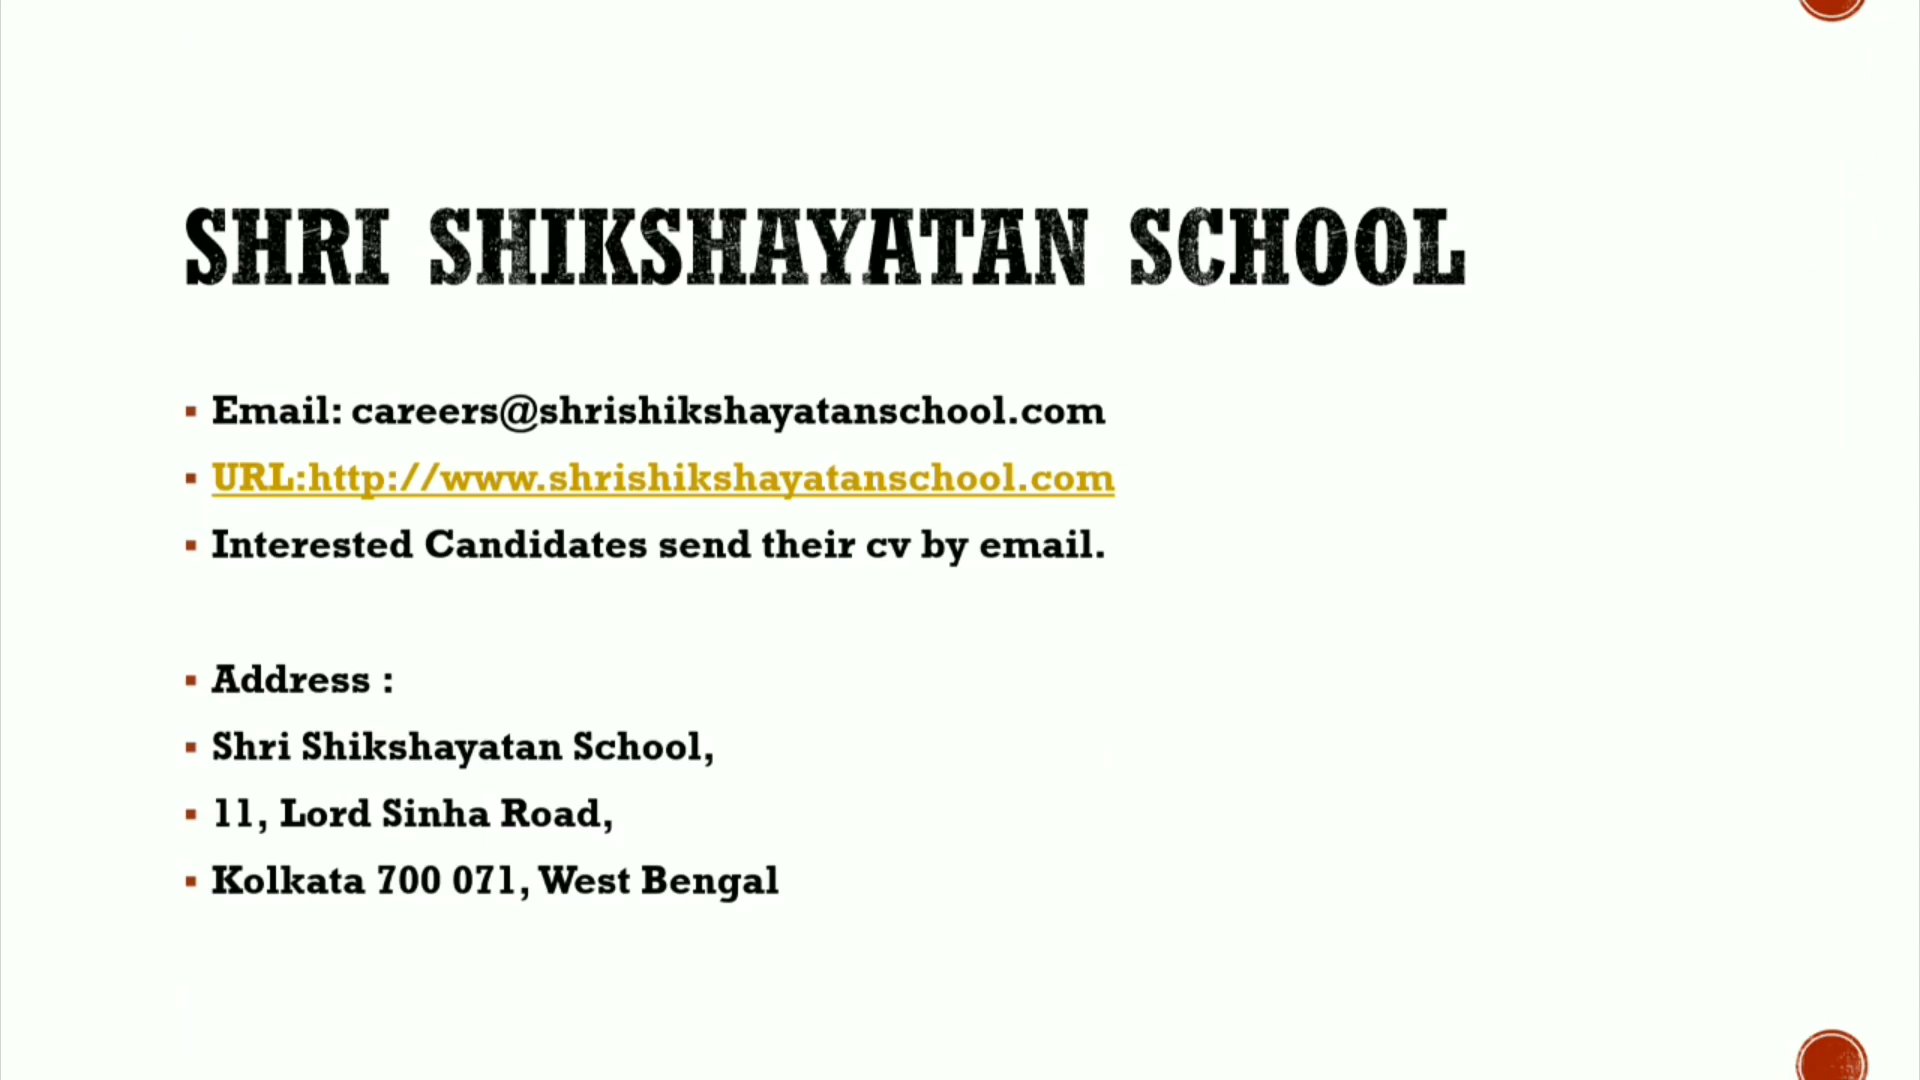 SHRI SHIKSHAYATAN SCHOOL
Email: careers@shrishikshayatanschool.com
URL:http://www.shrishikshayatanschool.com
Interested Candidates send their cv by email.
Address :
Shri Shikshayatan School,
11, Lord Sinha Road,
Kolkata 700 071, West Bengal